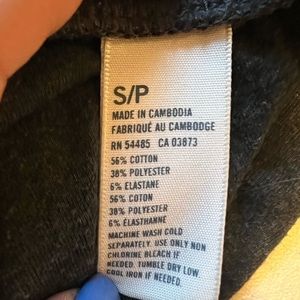 S/P
MADE IN CAMBODIA
FABRIQUÉ AU CAMBODGE
RN 54485 CA 03873
56% COTTON
38% POLYESTER
6% ELASTANE
56% COTON
38% POLYESTER
6% ÉLASTHANNE
MACHINE WASH COLD
SEPARATELY. USE ONLY NON
CHLORINE BLEACH IF
NEEDED. TUMBLE DRY LOW.
COOL IRON IF NEEDED.